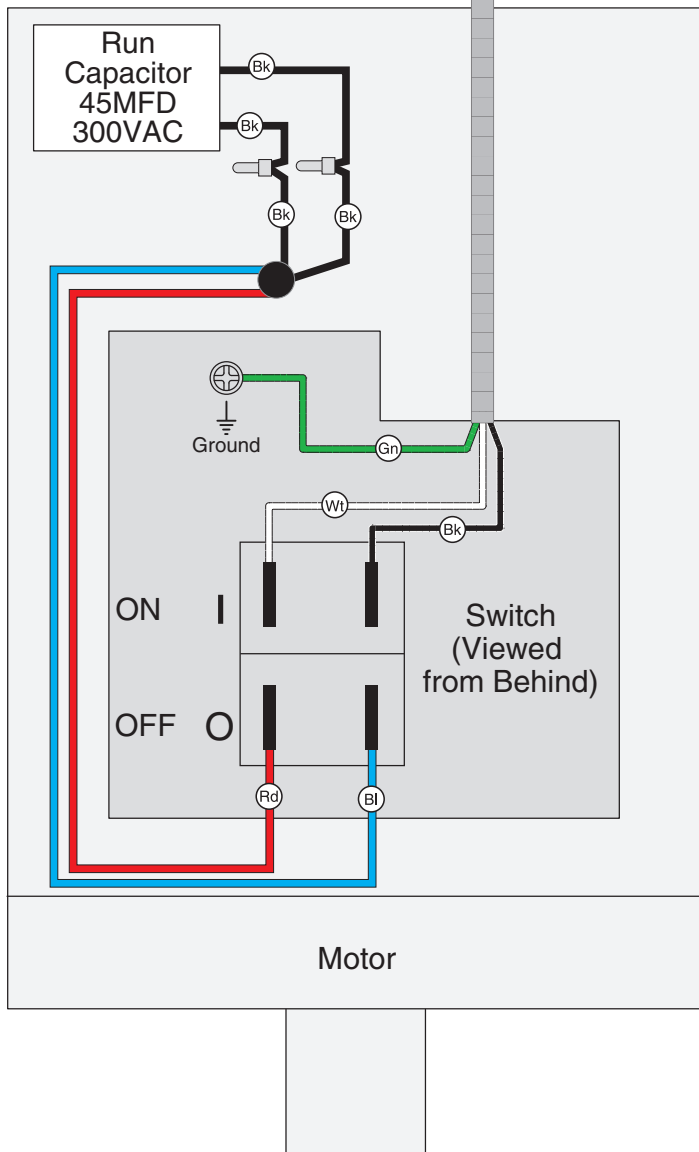 Run
Capacitor
45MFD
300VAC
Bk
Bk
Bk
Bk
Ground
Gn
Wt
Bk
ON I
Switch
(Viewed
from Behind)
OFF O
Rd
Bl
Motor